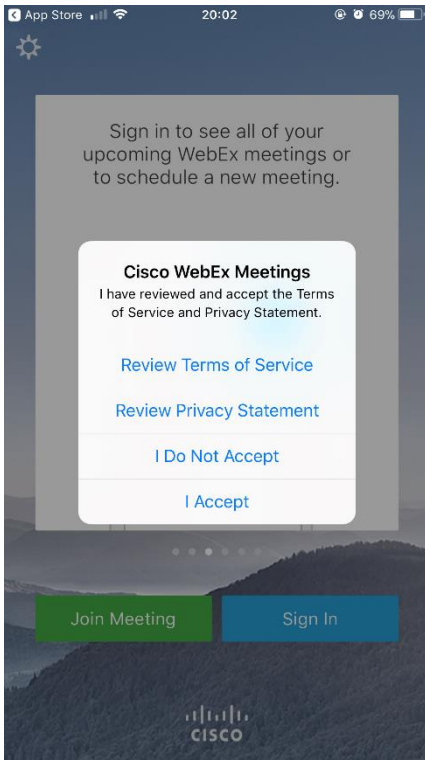 App Store 20:02 69%
Sign in to see all of your
upcoming WebEx meetings or
to schedule a new meeting.
Cisco WebEx Meetings
I have reviewed and accept the Terms
of Service and Privacy Statement.
Review Terms of Service
Review Privacy Statement
I Do Not Accept
I Accept
Join Meeting Sign In
CISCO